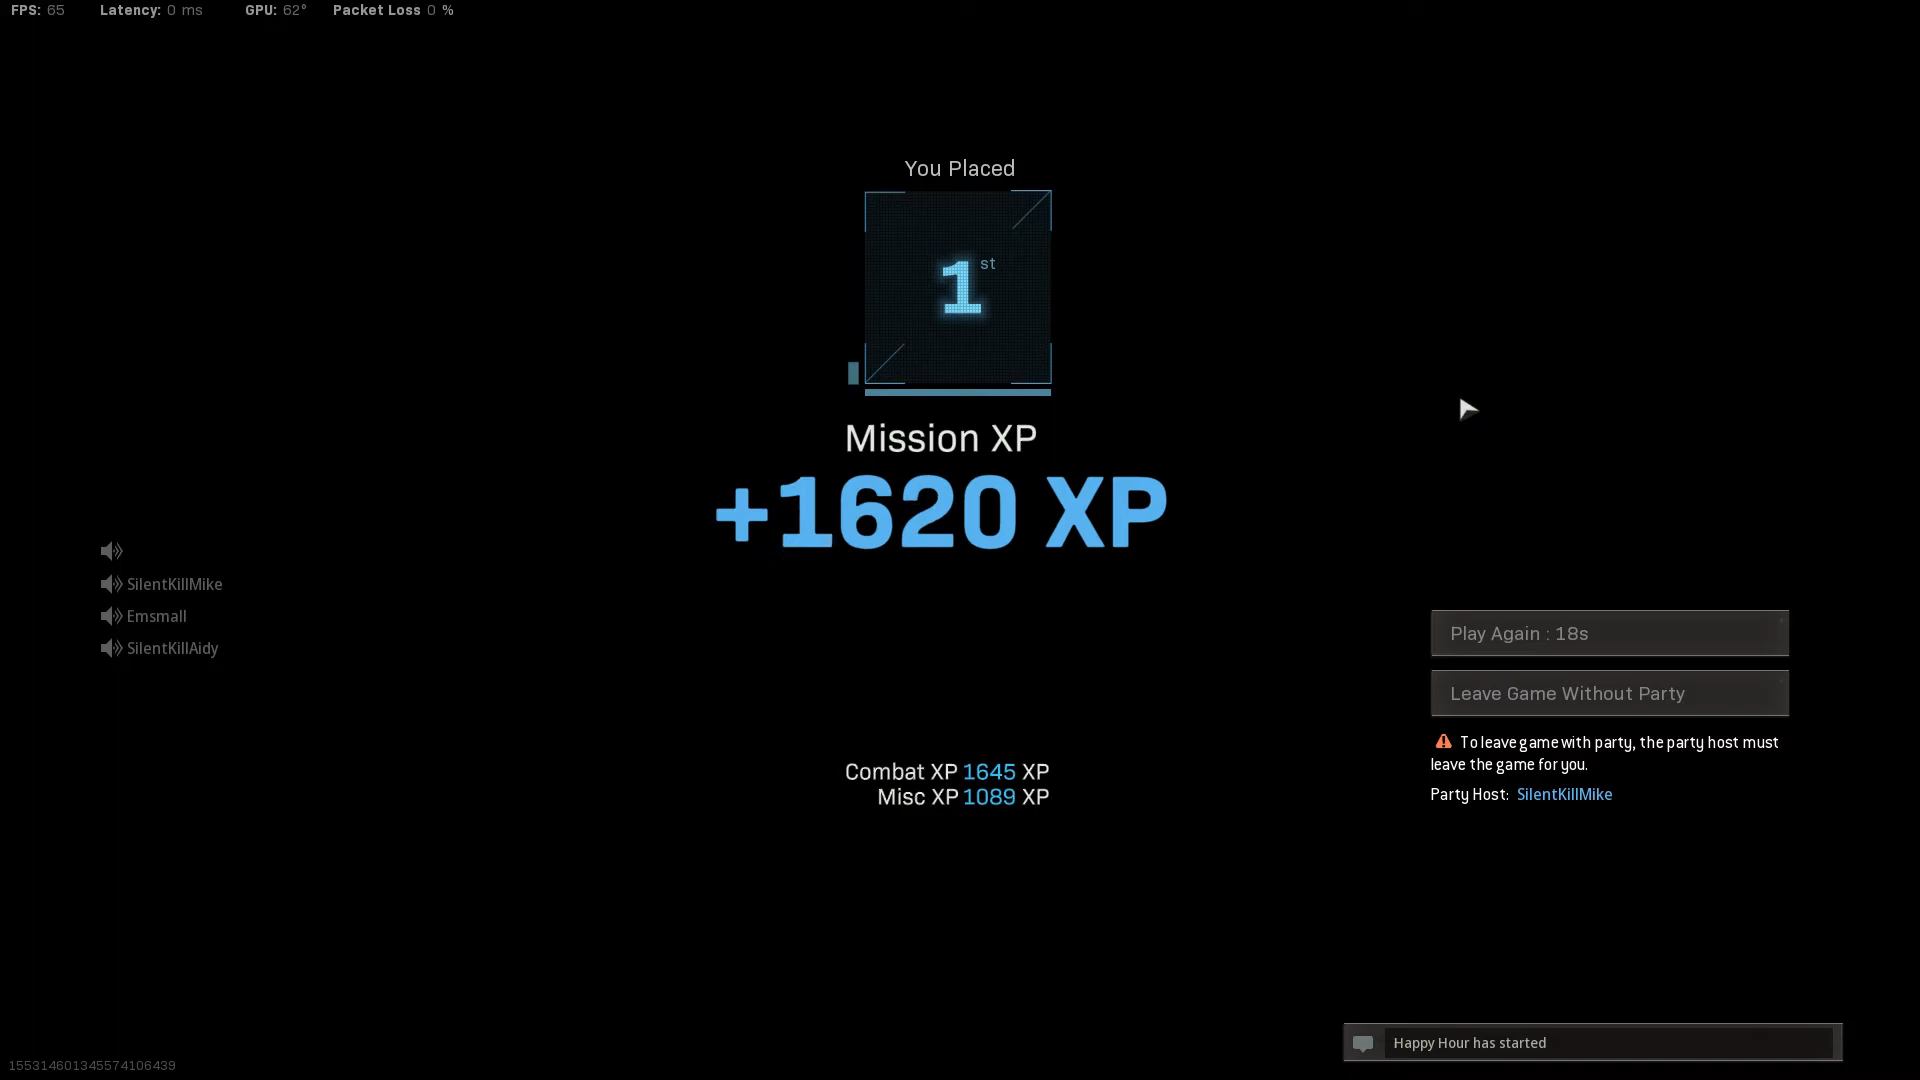 FPS: 65 Latency: 0 ms GPU: 62° Packet Loss 0 %
You Placed
1st
Mission XP
+1620 XP
SilentKillMike
Emsmall
SilentKillAidy
Play Again : 18s
Leave Game Without Party
To leave game with party, the party host must
leave the game for you.
Party Host: SilentKillMike
Combat XP 1645 XP
Misc XP 1089 XP
Happy Hour has started
155314601345574106439